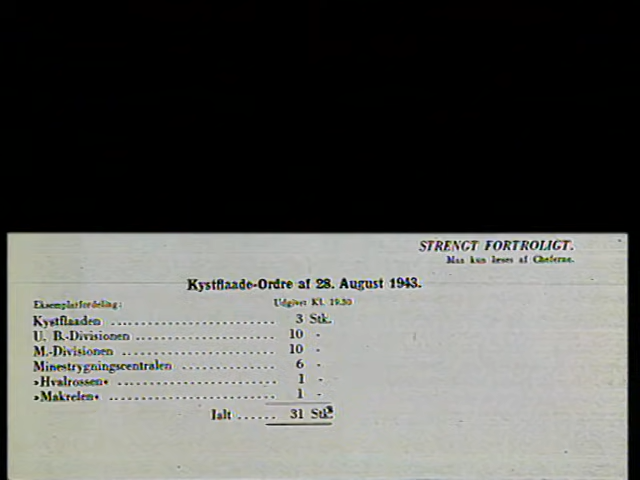 STRENGT FORTROLIGT.
Maa kun læses af Cheferne.
Kystflaade-Ordre af 28. August 1943.
Eksemplarfordeling: Udgivet Kl. 19.30
Kystflaaden .......................... 3 Stk.
U. B.-Divisionen ...................... 10 -
M.-Divisionen ........................ 10 -
Minestrygningscentralen ................ 6 -
»Hvalrossen« ......................... 1 -
»Makrelen« .......................... 1 -
Ialt ...... 31 Stk.